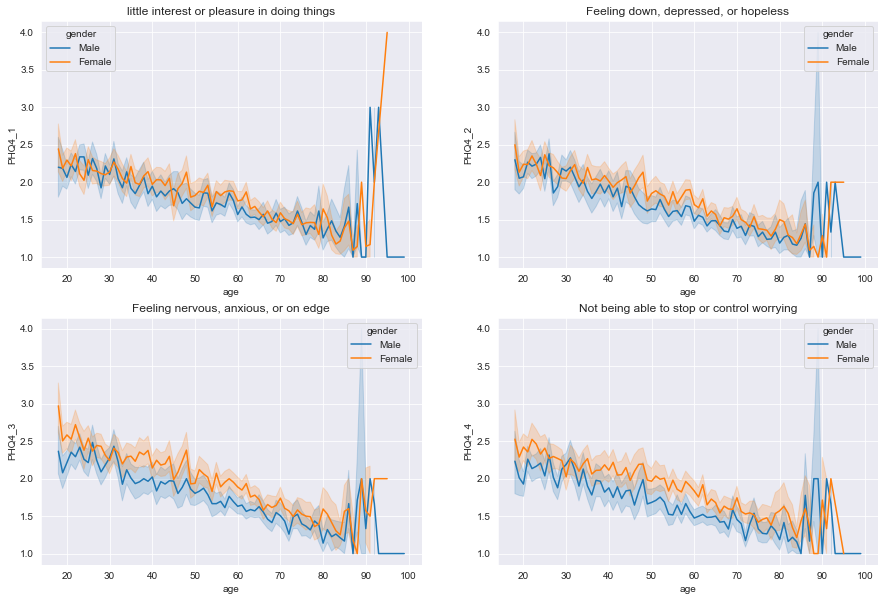 little interest or pleasure in doing things
gender
Male
Female
4.0
3.5
3.0
2.5
2.0
1.5
1.0
PHQ4_1
20 30 40 50 60 70 80 90 100
age
Feeling down, depressed, or hopeless
gender
Male
Female
4.0
3.5
3.0
2.5
2.0
1.5
1.0
PHQ4_2
20 30 40 50 60 70 80 90 100
age
Feeling nervous, anxious, or on edge
gender
Male
Female
4.0
3.5
3.0
2.5
2.0
1.5
1.0
PHQ4_3
20 30 40 50 60 70 80 90 100
age
Not being able to stop or control worrying
gender
Male
Female
4.0
3.5
3.0
2.5
2.0
1.5
1.0
PHQ4_4
20 30 40 50 60 70 80 90 100
age